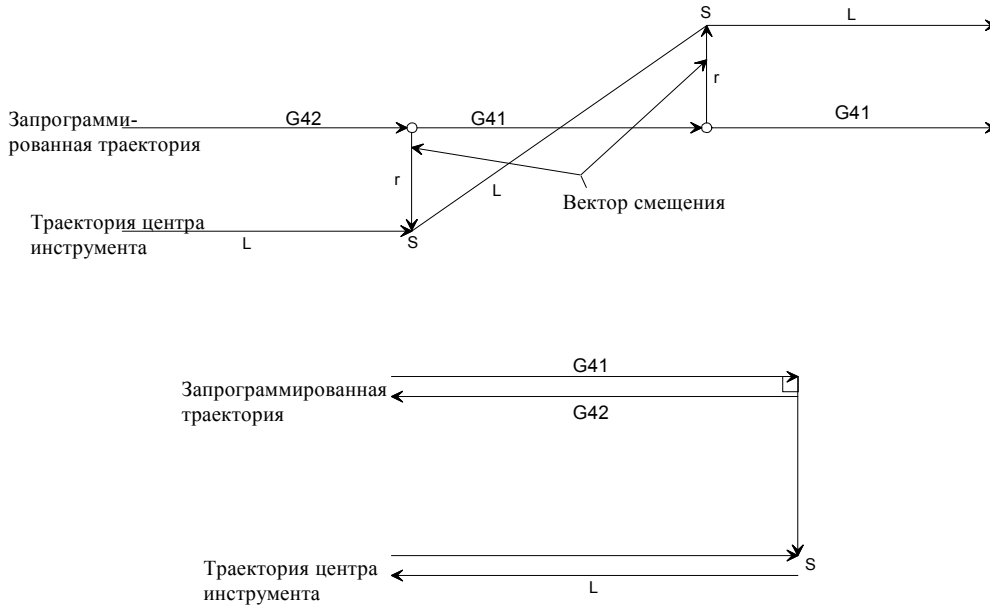 S
L
r
Запрограмми-
рованная траектория
G42
G41
G41
r
L
Вектор смещения
Траектория центра
инструмента
L
S
G41
Запрограммированная
траектория
G42
S
Траектория центра
инструмента
L